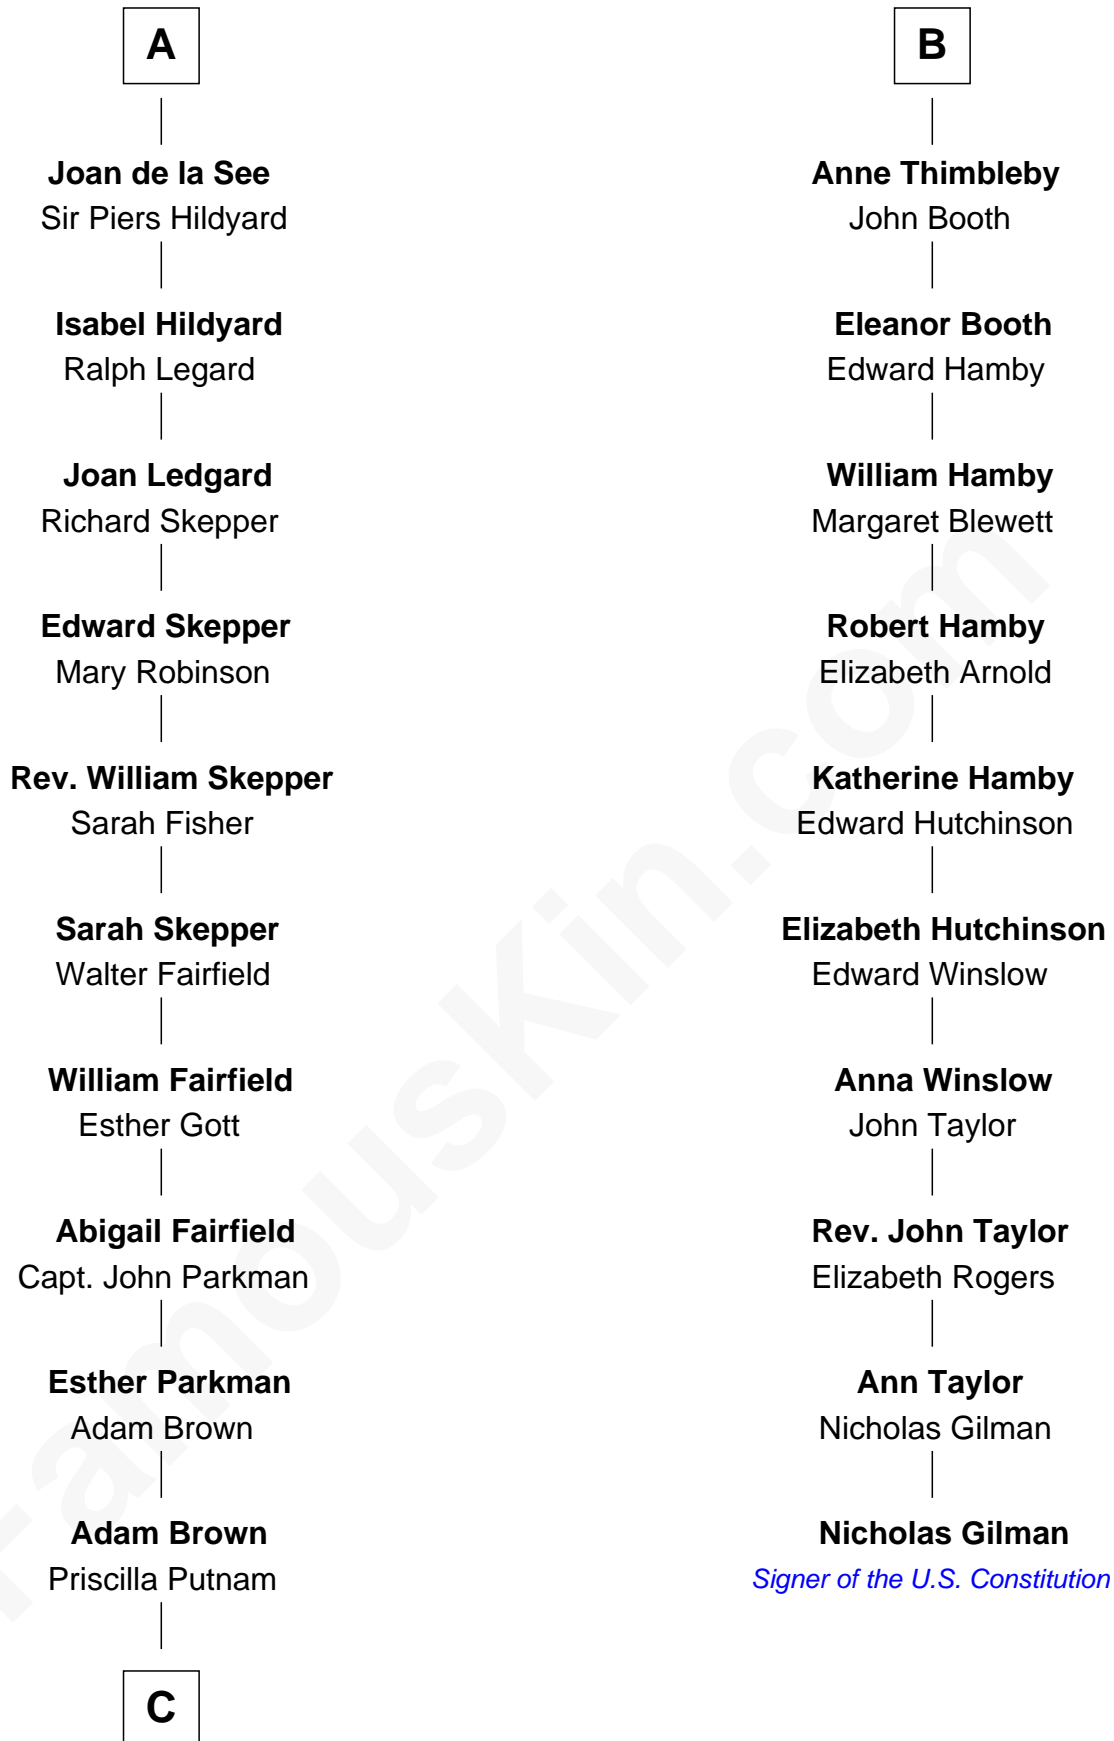 A
Joan de la See
Sir Piers Hildyard
Isabel Hildyard
Ralph Legard
Joan Ledgard
Richard Skepper
Edward Skepper
Mary Robinson
Rev. William Skepper
Sarah Fisher
Sarah Skepper
Walter Fairfield
William Fairfield
Esther Gott
Abigail Fairfield
Capt. John Parkman
Esther Parkman
Adam Brown
Adam Brown
Priscilla Putnam
C
B
Anne Thimbleby
John Booth
Eleanor Booth
Edward Hamby
William Hamby
Margaret Blewett
Robert Hamby
Elizabeth Arnold
Katherine Hamby
Edward Hutchinson
Elizabeth Hutchinson
Edward Winslow
Anna Winslow
John Taylor
Rev. John Taylor
Elizabeth Rogers
Ann Taylor
Nicholas Gilman
Nicholas Gilman
Signer of the U.S. Constitution
FamousKin.com